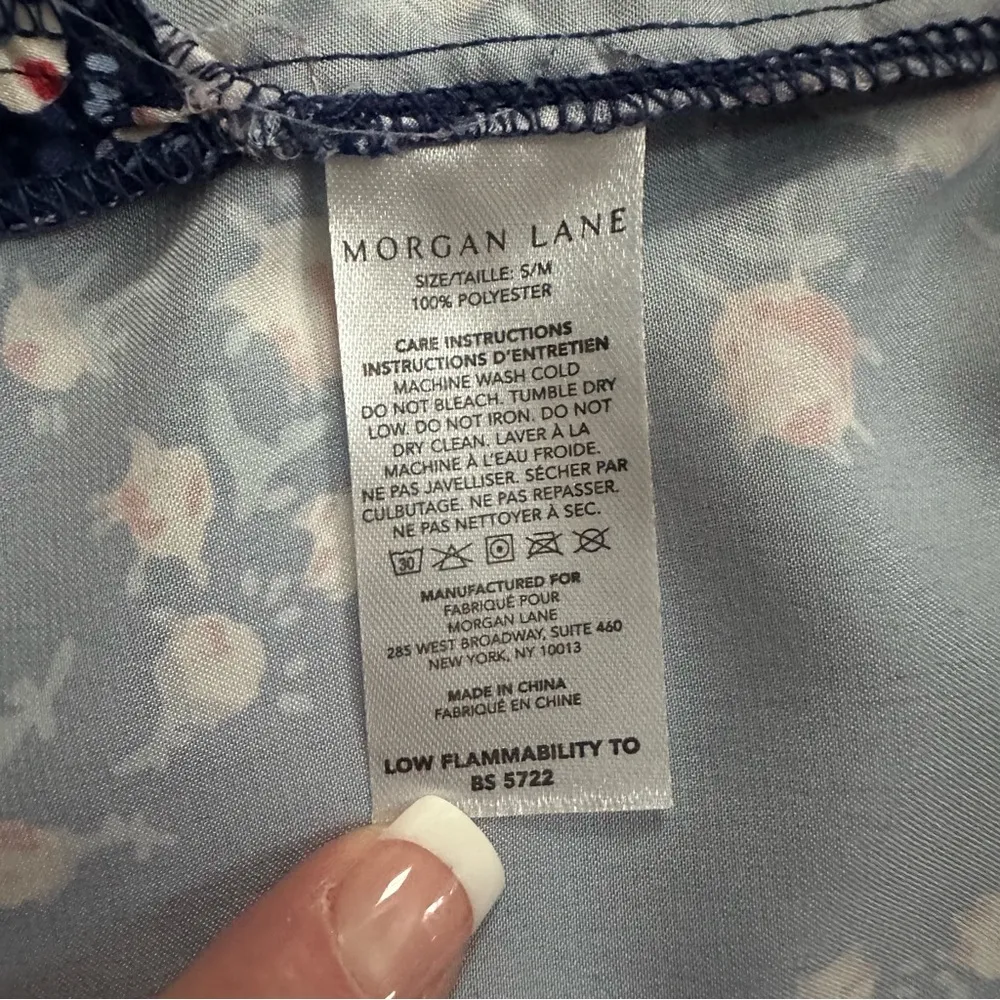 MORGAN LANE
SIZE/TAILLE: S/M
100% POLYESTER
CARE INSTRUCTIONS
INSTRUCTIONS D'ENTRETIEN
MACHINE WASH COLD
DO NOT BLEACH. TUMBLE DRY
LOW. DO NOT IRON. DO NOT
DRY CLEAN. LAVER À LA
MACHINE À L'EAU FROIDE.
NE PAS JAVELLISER. SÉCHER PAR
CULBUTAGE. NE PAS REPASSER.
NE PAS NETTOYER À SEC.
30
MANUFACTURED FOR
FABRIQUÉ POUR
MORGAN LANE
285 WEST BROADWAY, SUITE 460
NEW YORK, NY 10013
MADE IN CHINA
FABRIQUÉ EN CHINE
LOW FLAMMABILITY TO
BS 5722